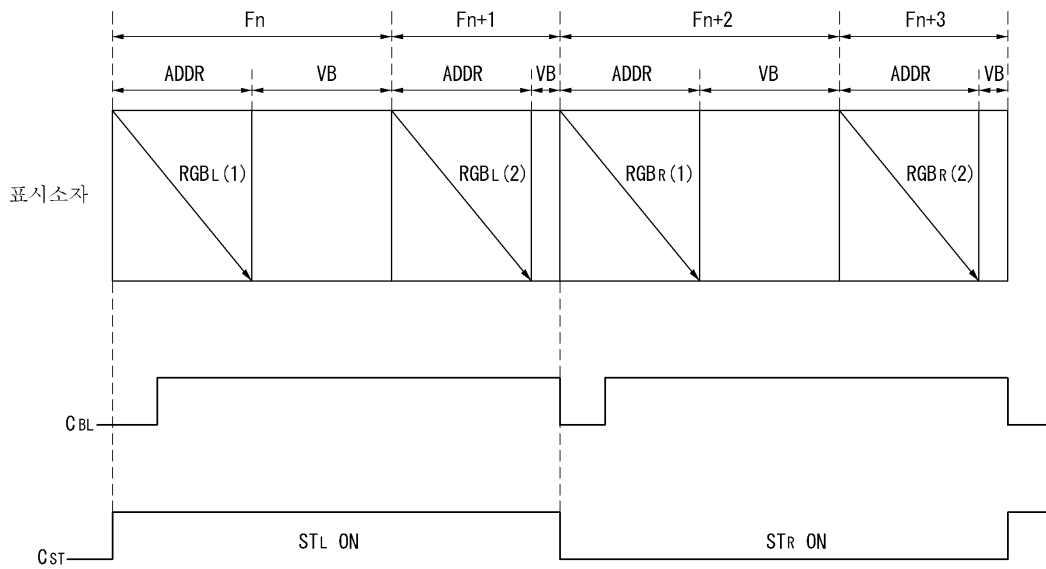 Fn Fn+1 Fn+2 Fn+3
ADDR VB ADDR VB ADDR VB ADDR VB
표시소자 RGBL(1) RGBL(2) RGBR(1) RGBR(2)
CBL
CST STL ON STR ON